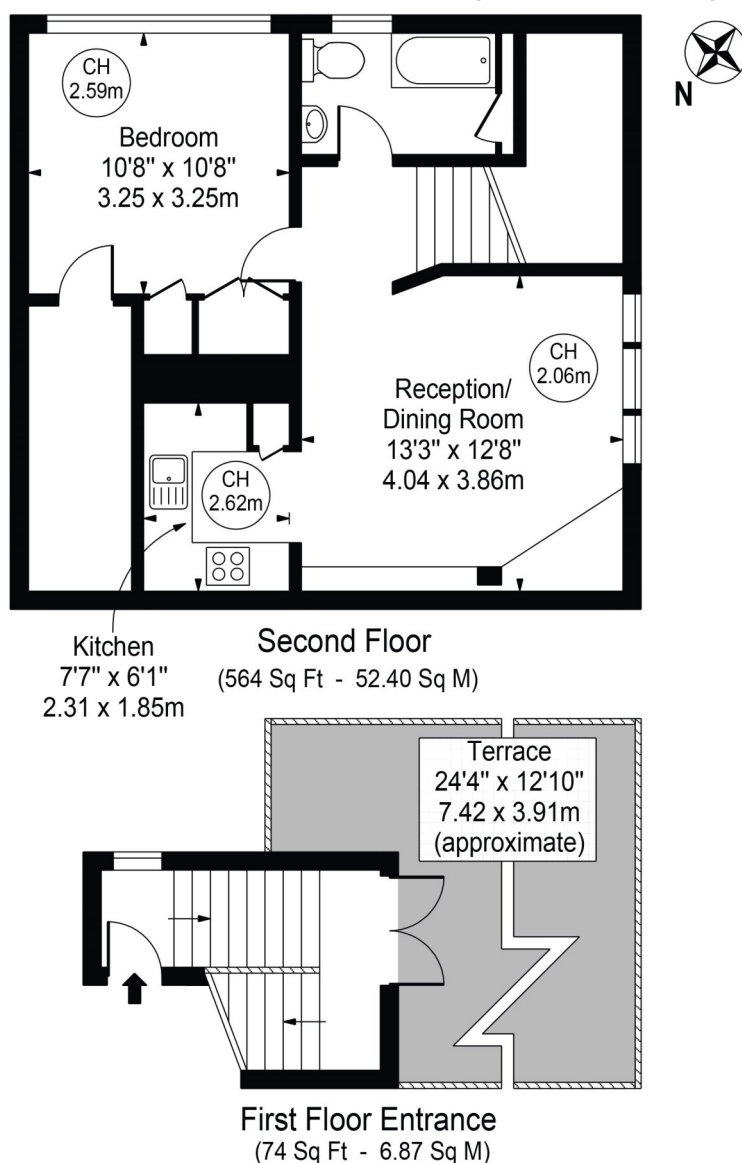 N
CH
2.59m
Bedroom
10'8" x 10'8"
3.25 x 3.25m
CH
2.06m
Reception/
Dining Room
13'3" x 12'8"
4.04 x 3.86m
CH
2.62m
Kitchen
7'7" x 6'1"
2.31 x 1.85m
Second Floor
(564 Sq Ft - 52.40 Sq M)
Terrace
24'4" x 12'10"
7.42 x 3.91m
(approximate)
First Floor Entrance
(74 Sq Ft - 6.87 Sq M)